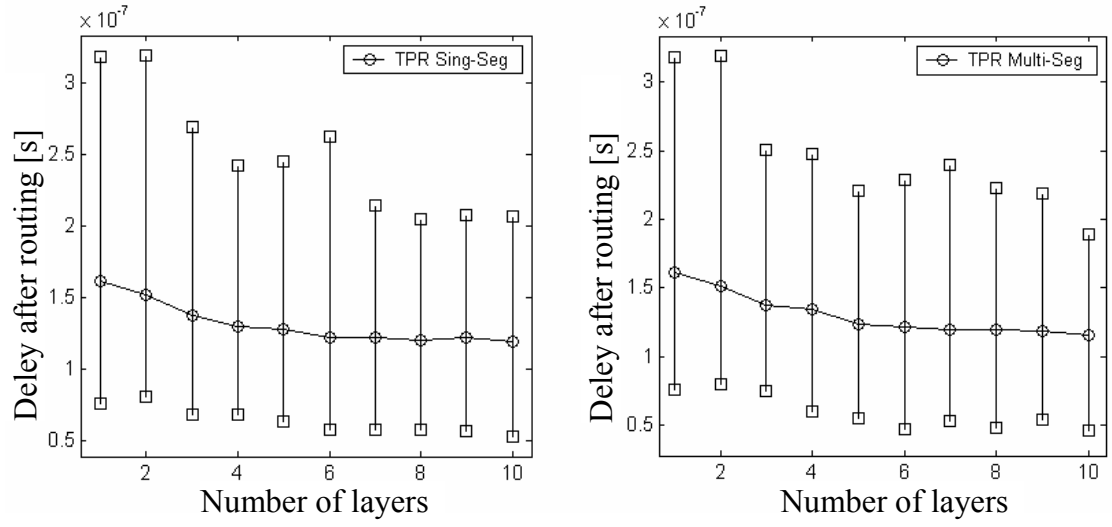 × 10⁻⁷
TPR Sing-Seg
3
2.5
2
1.5
1
0.5
2 4 6 8 10
Deley after routing [s]
Number of layers
× 10⁻⁷
TPR Multi-Seg
3
2.5
2
1.5
1
0.5
2 4 6 8 10
Deley after routing [s]
Number of layers